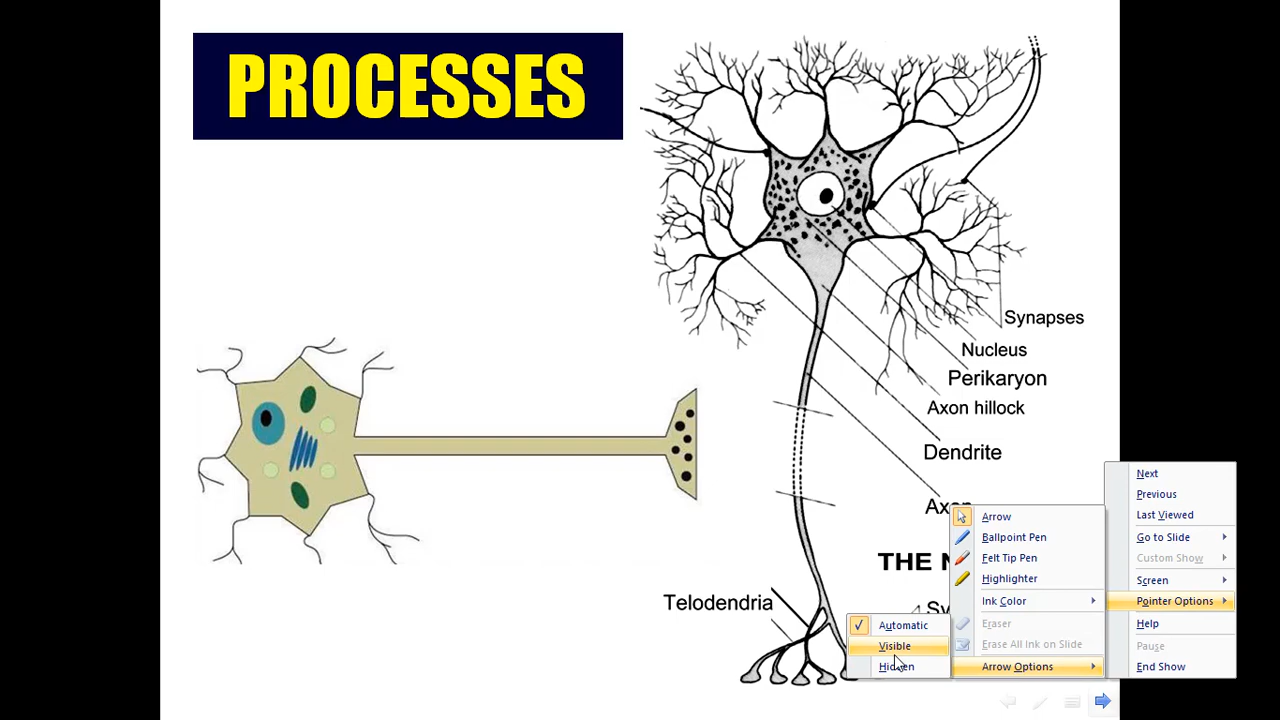 PROCESSES
Synapses
Nucleus
Perikaryon
Axon hillock
Dendrite
THE
Telodendria
Next
Previous
Last Viewed
Go to Slide
Custom Show
Screen
Pointer Options
Help
Pause
End Show
Arrow
Ballpoint Pen
Felt Tip Pen
Highlighter
Ink Color
Eraser
Erase All Ink on Slide
Arrow Options
Automatic
Visible
Hidden